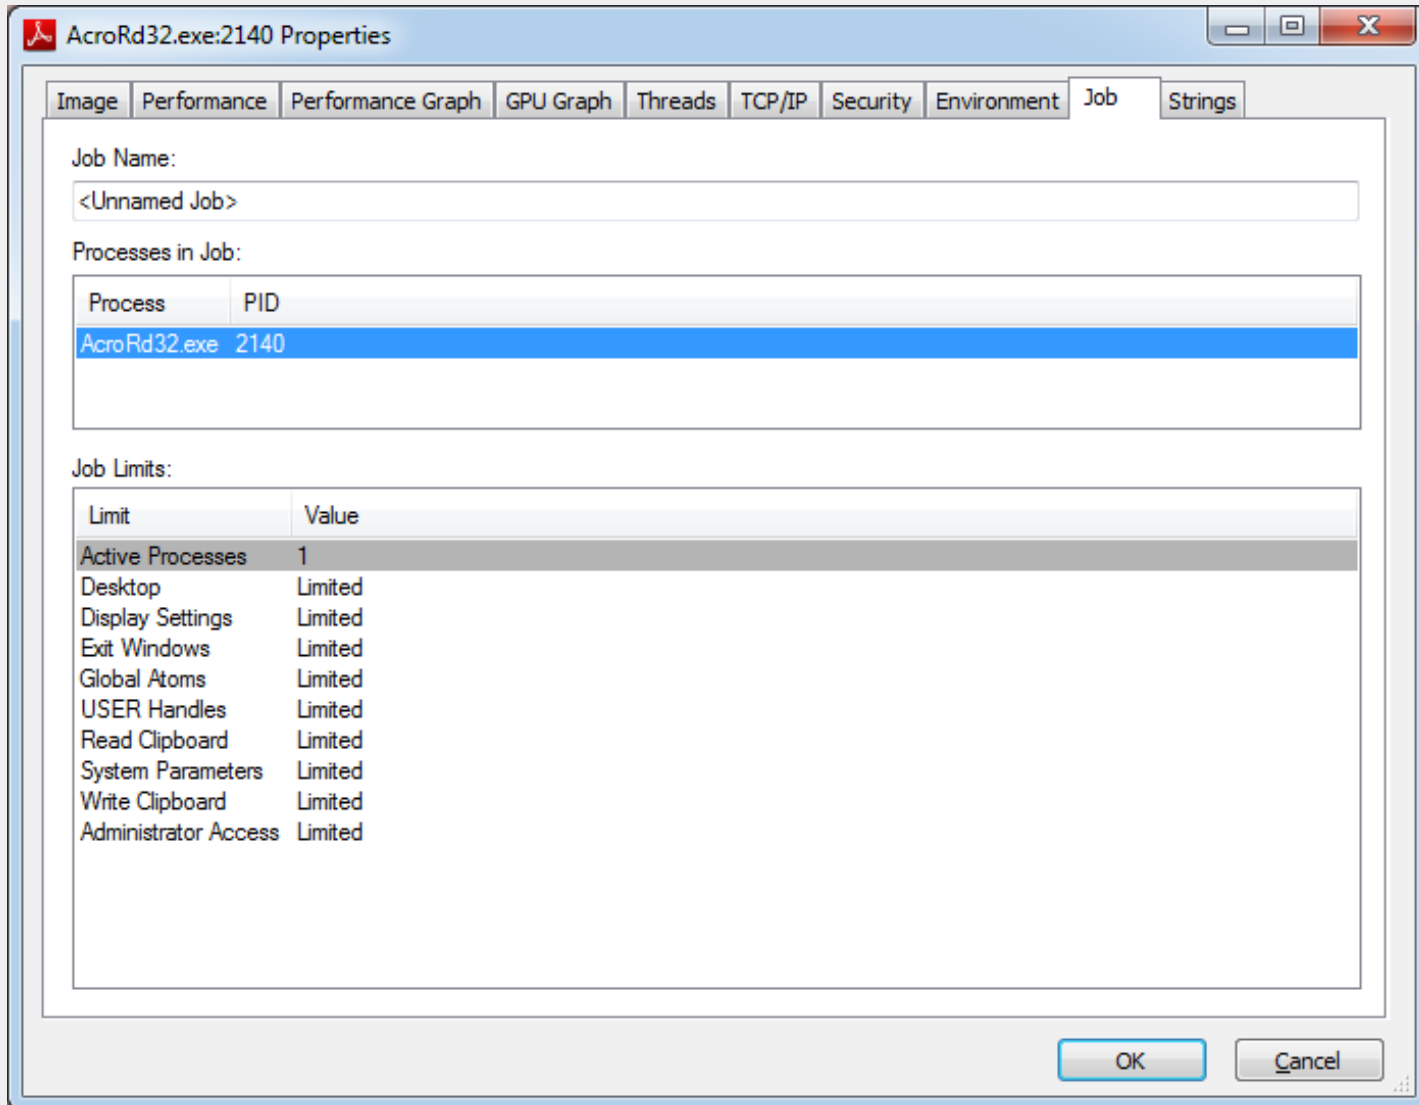 AcroRd32.exe:2140 Properties
Image Performance Performance Graph GPU Graph Threads TCP/IP Security Environment Job Strings
Job Name:
<Unnamed Job>
Processes in Job:
Process PID
AcroRd32.exe 2140
Job Limits:
Limit Value
Active Processes 1
Desktop Limited
Display Settings Limited
Exit Windows Limited
Global Atoms Limited
USER Handles Limited
Read Clipboard Limited
System Parameters Limited
Write Clipboard Limited
Administrator Access Limited
OK Cancel